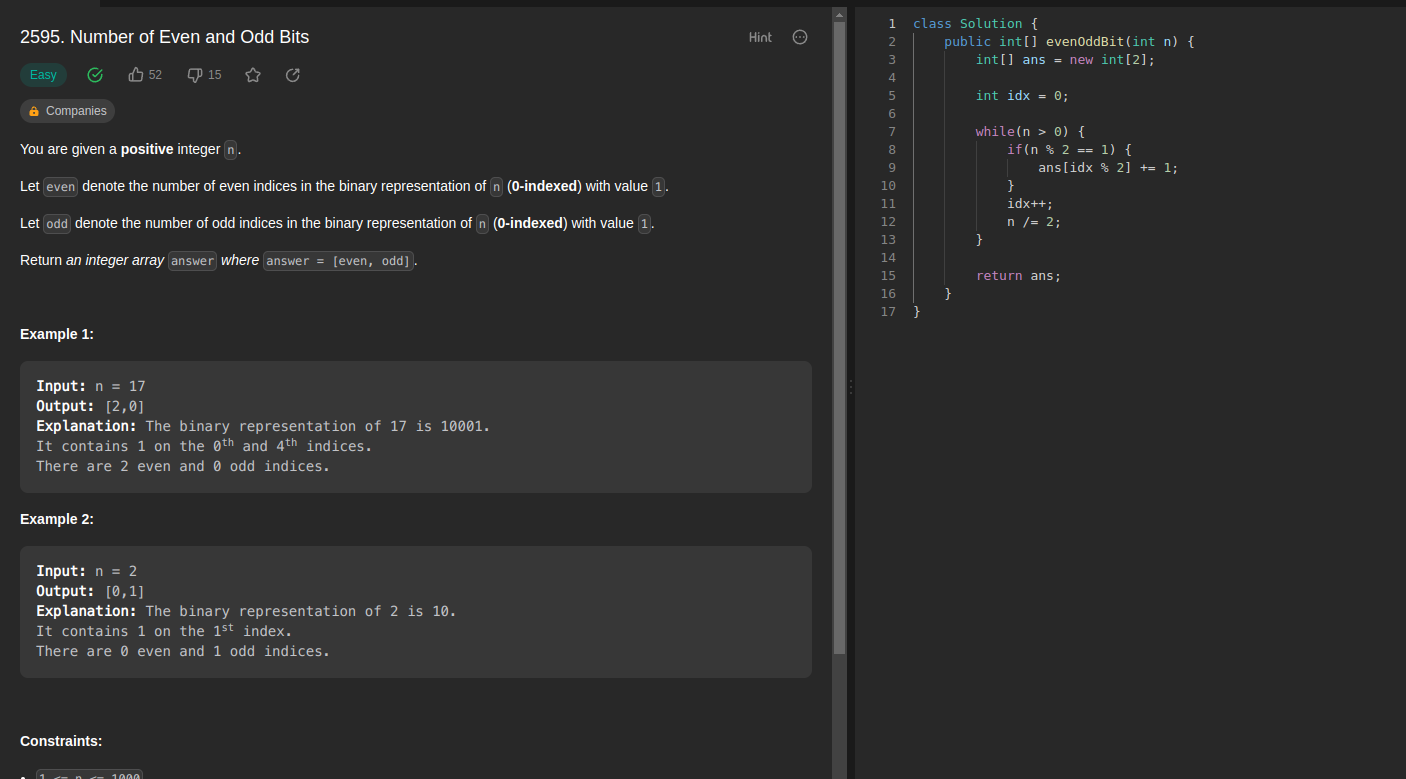 2595. Number of Even and Odd Bits
Hint
Easy 52 15
Companies
You are given a positive integer n.
Let even denote the number of even indices in the binary representation of n (0-indexed) with value 1.
Let odd denote the number of odd indices in the binary representation of n (0-indexed) with value 1.
Return an integer array answer where answer = [even, odd].
Example 1:
Input: n = 17
Output: [2,0]
Explanation: The binary representation of 17 is 10001.
It contains 1 on the 0th and 4th indices.
There are 2 even and 0 odd indices.
Example 2:
Input: n = 2
Output: [0,1]
Explanation: The binary representation of 2 is 10.
It contains 1 on the 1st index.
There are 0 even and 1 odd indices.
Constraints:
1 <= n <= 1000
1 class Solution {
2     public int[] evenOddBit(int n) {
3         int[] ans = new int[2];
4
5         int idx = 0;
6
7         while(n > 0) {
8             if(n % 2 == 1) {
9                 ans[idx % 2] += 1;
10             }
11             idx++;
12             n /= 2;
13         }
14
15         return ans;
16     }
17 }